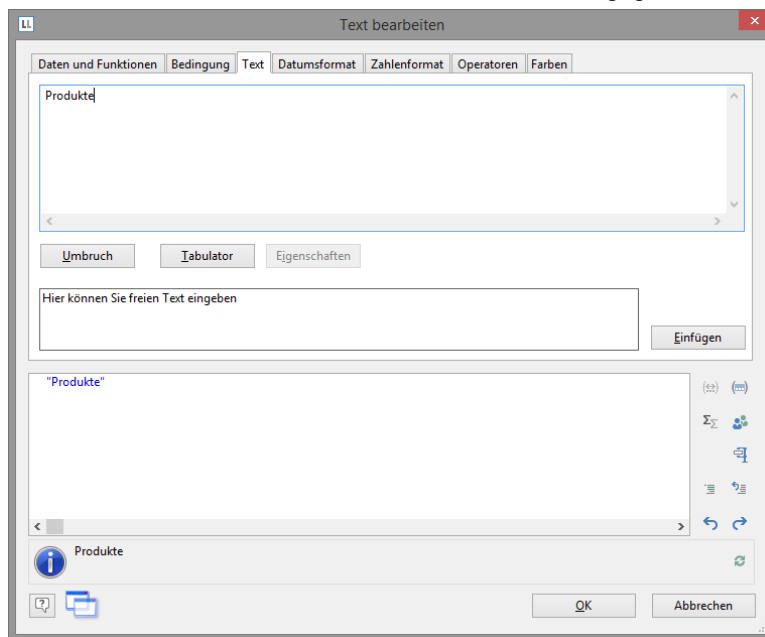 LL Text bearbeiten
Daten und Funktionen Bedingung Text Datumsformat Zahlenformat Operatoren Farben
Produkte
Umbruch Tabulator Eigenschaften
Hier können Sie freien Text eingeben
Einfügen
"Produkte"
Produkte
OK Abbrechen